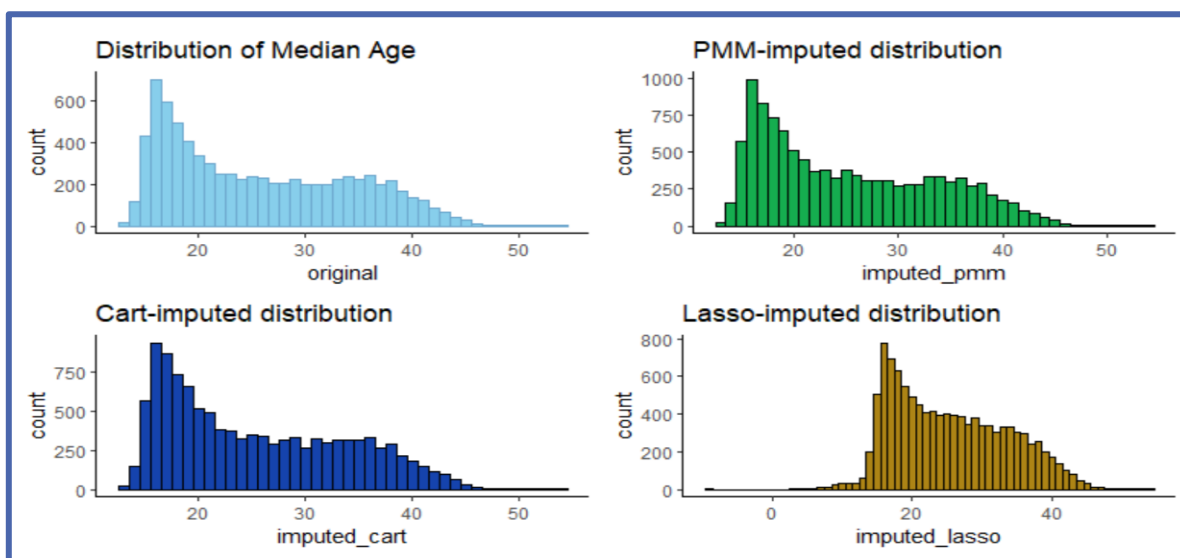 Distribution of Median Age
600
400
200
0
count
20 30 40 50
original
PMM-imputed distribution
1000
750
500
250
0
count
20 30 40 50
imputed_pmm
Cart-imputed distribution
750
500
250
0
count
20 30 40 50
imputed_cart
Lasso-imputed distribution
800
600
400
200
0
count
0 20 40
imputed_lasso